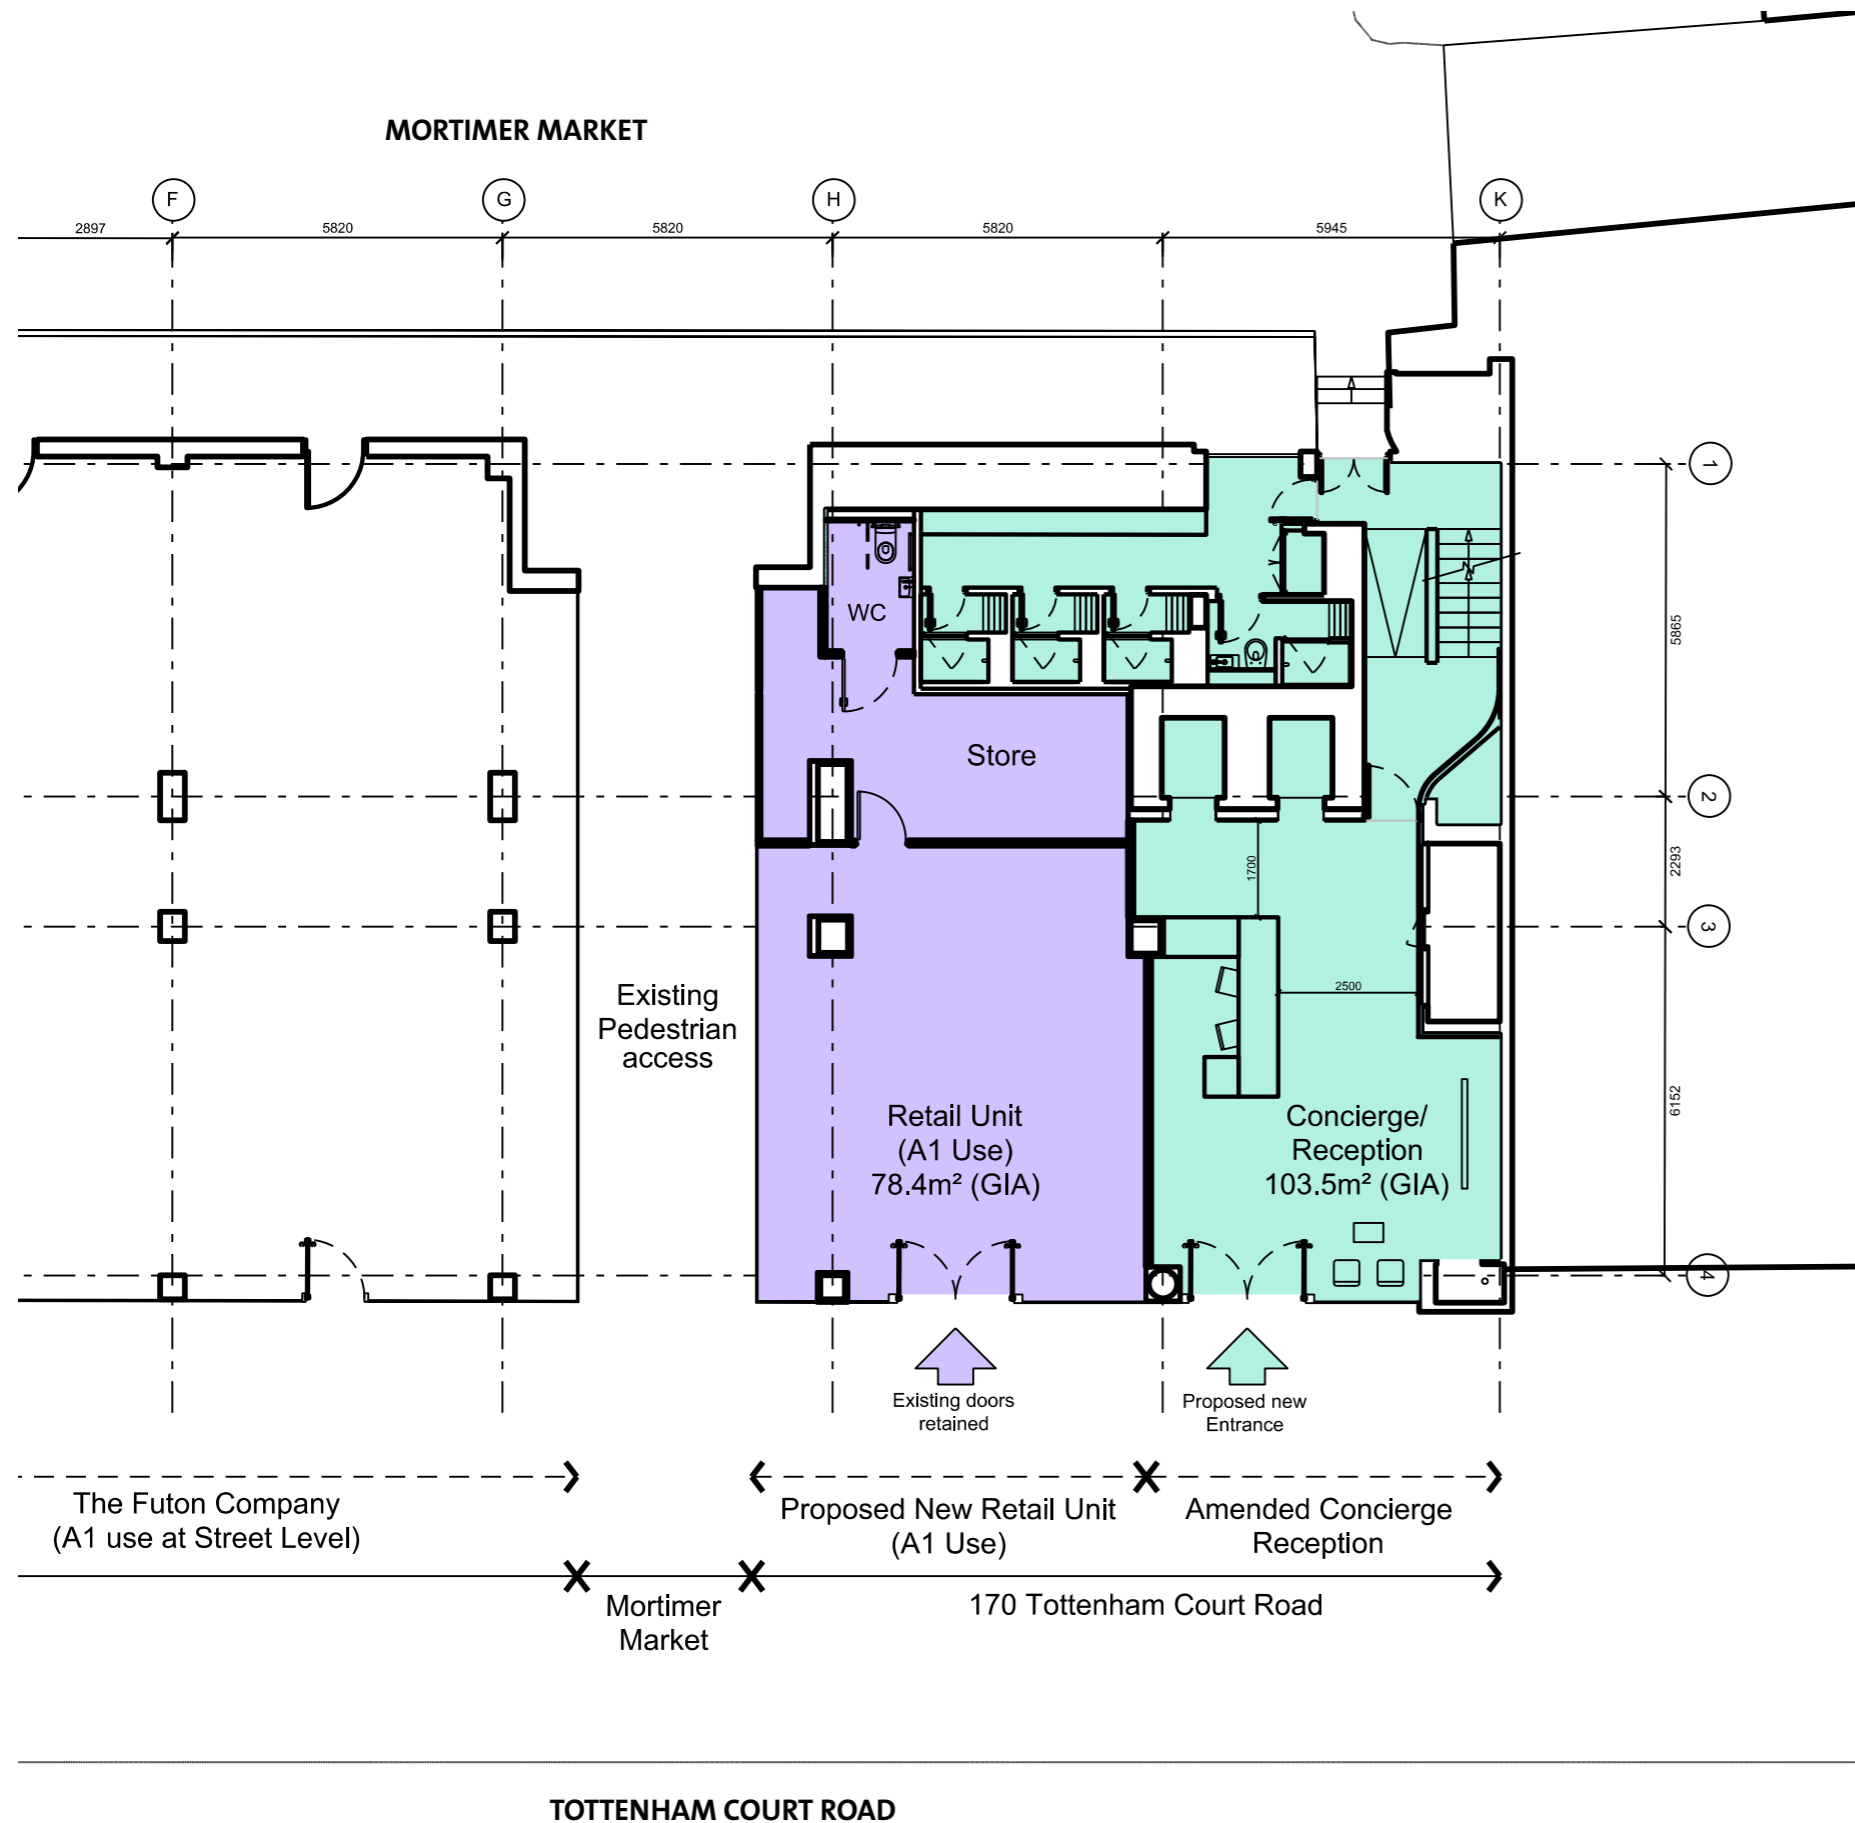 MORTIMER MARKET
F
G
H
K
2897
5820
5820
5820
5945
1
5865
WC
Store
2
1700
2293
3
2500
Existing
Pedestrian
access
Retail Unit
(A1 Use)
78.4m² (GIA)
Concierge/
Reception
103.5m² (GIA)
6152
4
Existing doors
retained
Proposed new
Entrance
The Futon Company
(A1 use at Street Level)
Proposed New Retail Unit
(A1 Use)
Amended Concierge
Reception
Mortimer
Market
170 Tottenham Court Road
TOTTENHAM COURT ROAD